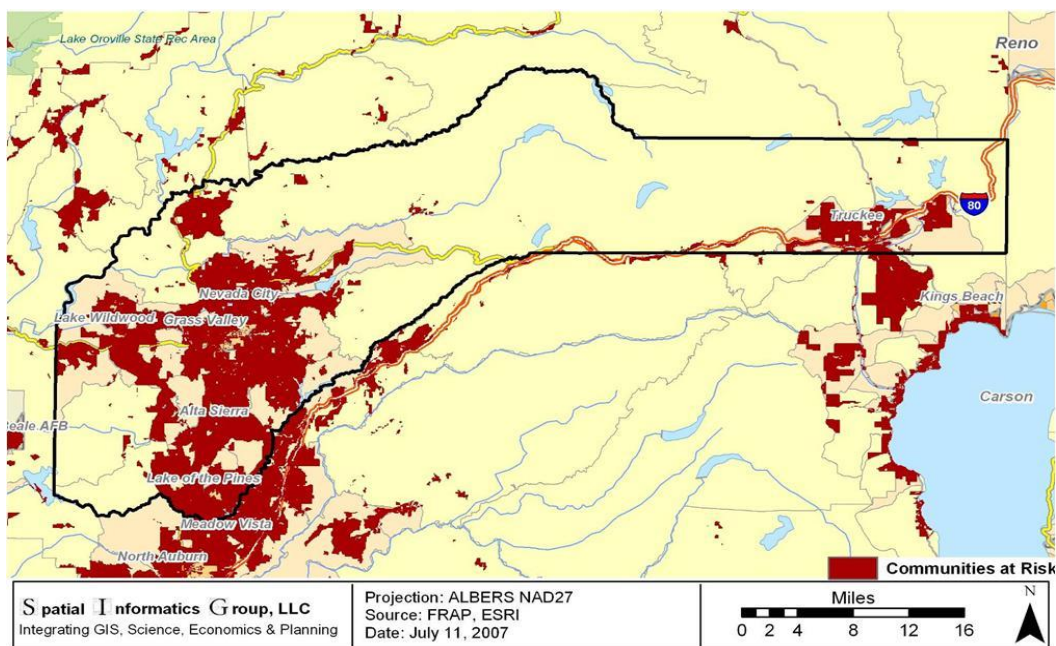 Lake Oroville State Rec Area
Reno
80
Truckee
Nevada City
Kings Beach
Lake Wildwood
Grass Valley
Carson
Alta Sierra
Beale AFB
Lake of the Pines
Meadow Vista
North Auburn
Communities at Risk
Spatial Informatics Group, LLC
Integrating GIS, Science, Economics & Planning
Projection: ALBERS NAD27
Source: FRAP, ESRI
Date: July 11, 2007
Miles
0 2 4 8 12 16
N